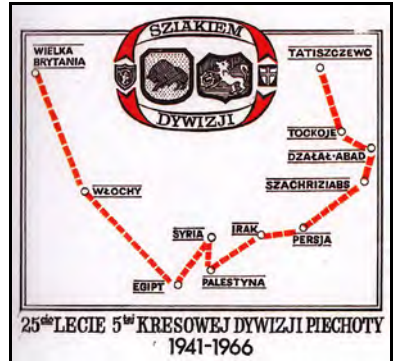 SZLAKIEM
DYWIZJI
WIELKA
BRYTANIA
TATISZCZEWO
TOCKOJE
DZAŁAŁ-ABAD
SZACHRIZIABS
WŁOCHY
SYRIA
IRAK
PERSJA
EGIPT
PALESTYNA
25cio LECIE 5tej KRESOWEJ DYWIZJI PIECHOTY
1941-1966